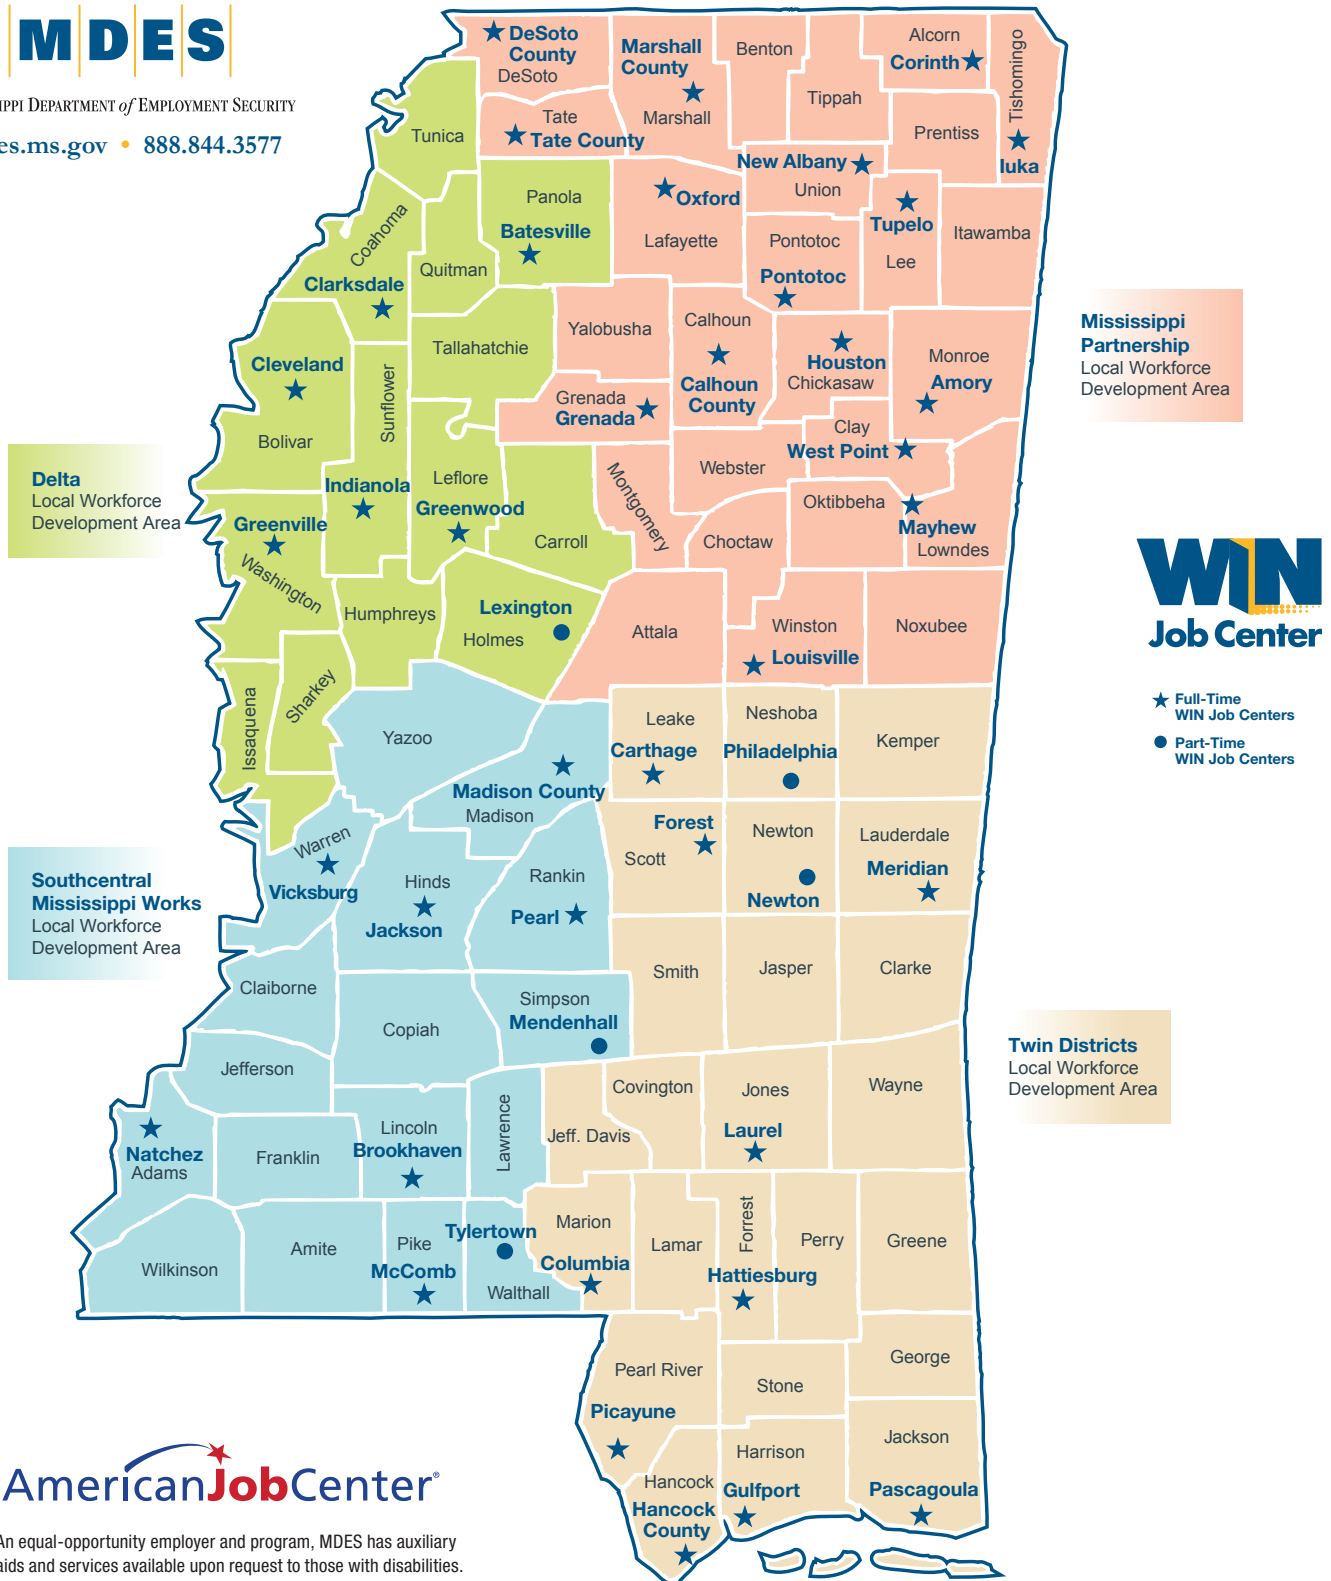 MDES
IPPI DEPARTMENT of EMPLOYMENT SECURITY
es.ms.gov • 888.844.3577
DeSoto
County
DeSoto
Marshall
County
Marshall
Benton
Tippah
Alcorn
Corinth
Tishomingo
Iuka
Tunica
Tate
Tate County
Prentiss
New Albany
Union
Panola
Batesville
Oxford
Lafayette
Tupelo
Lee
Itawamba
Coahoma
Clarksdale
Quitman
Pontotoc
Pontotoc
Yalobusha
Calhoun
Calhoun
County
Houston
Chickasaw
Monroe
Amory
Mississippi
Partnership
Local Workforce
Development Area
Cleveland
Bolivar
Sunflower
Indianola
Tallahatchie
Grenada
Grenada
Clay
West Point
Webster
Montgomery
Oktibbeha
Mayhew
Lowndes
Choctaw
Delta
Local Workforce
Development Area
Greenville
Washington
Leflore
Greenwood
Carroll
WIN
Job Center
Humphreys
Lexington
Holmes
Attala
Winston
Louisville
Noxubee
Issaquena
Sharkey
Full-Time
WIN Job Centers
Part-Time
WIN Job Centers
Yazoo
Leake
Carthage
Neshoba
Philadelphia
Kemper
Madison County
Madison
Forest
Scott
Newton
Newton
Lauderdale
Meridian
Warren
Vicksburg
Hinds
Jackson
Rankin
Pearl
Southcentral
Mississippi Works
Local Workforce
Development Area
Smith
Jasper
Clarke
Claiborne
Copiah
Simpson
Mendenhall
Twin Districts
Local Workforce
Development Area
Jefferson
Covington
Jones
Laurel
Wayne
Natchez
Adams
Franklin
Lincoln
Brookhaven
Lawrence
Jeff. Davis
Wilkinson
Amite
Pike
McComb
Tylertown
Walthall
Marion
Columbia
Lamar
Forrest
Hattiesburg
Perry
Greene
Pearl River
Picayune
Stone
George
Hancock
Hancock
County
Harrison
Gulfport
Jackson
Pascagoula
AmericanJobCenter®
An equal-opportunity employer and program, MDES has auxiliary
aids and services available upon request to those with disabilities.